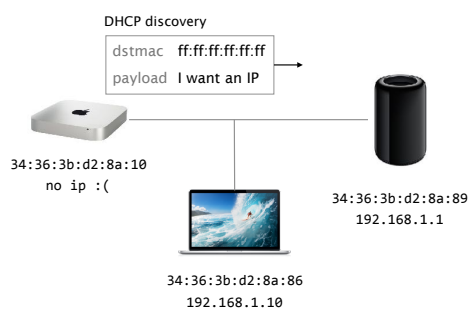 DHCP discovery
dstmac ff:ff:ff:ff:ff:ff
payload I want an IP
34:36:3b:d2:8a:10
no ip :(
34:36:3b:d2:8a:89
192.168.1.1
34:36:3b:d2:8a:86
192.168.1.10